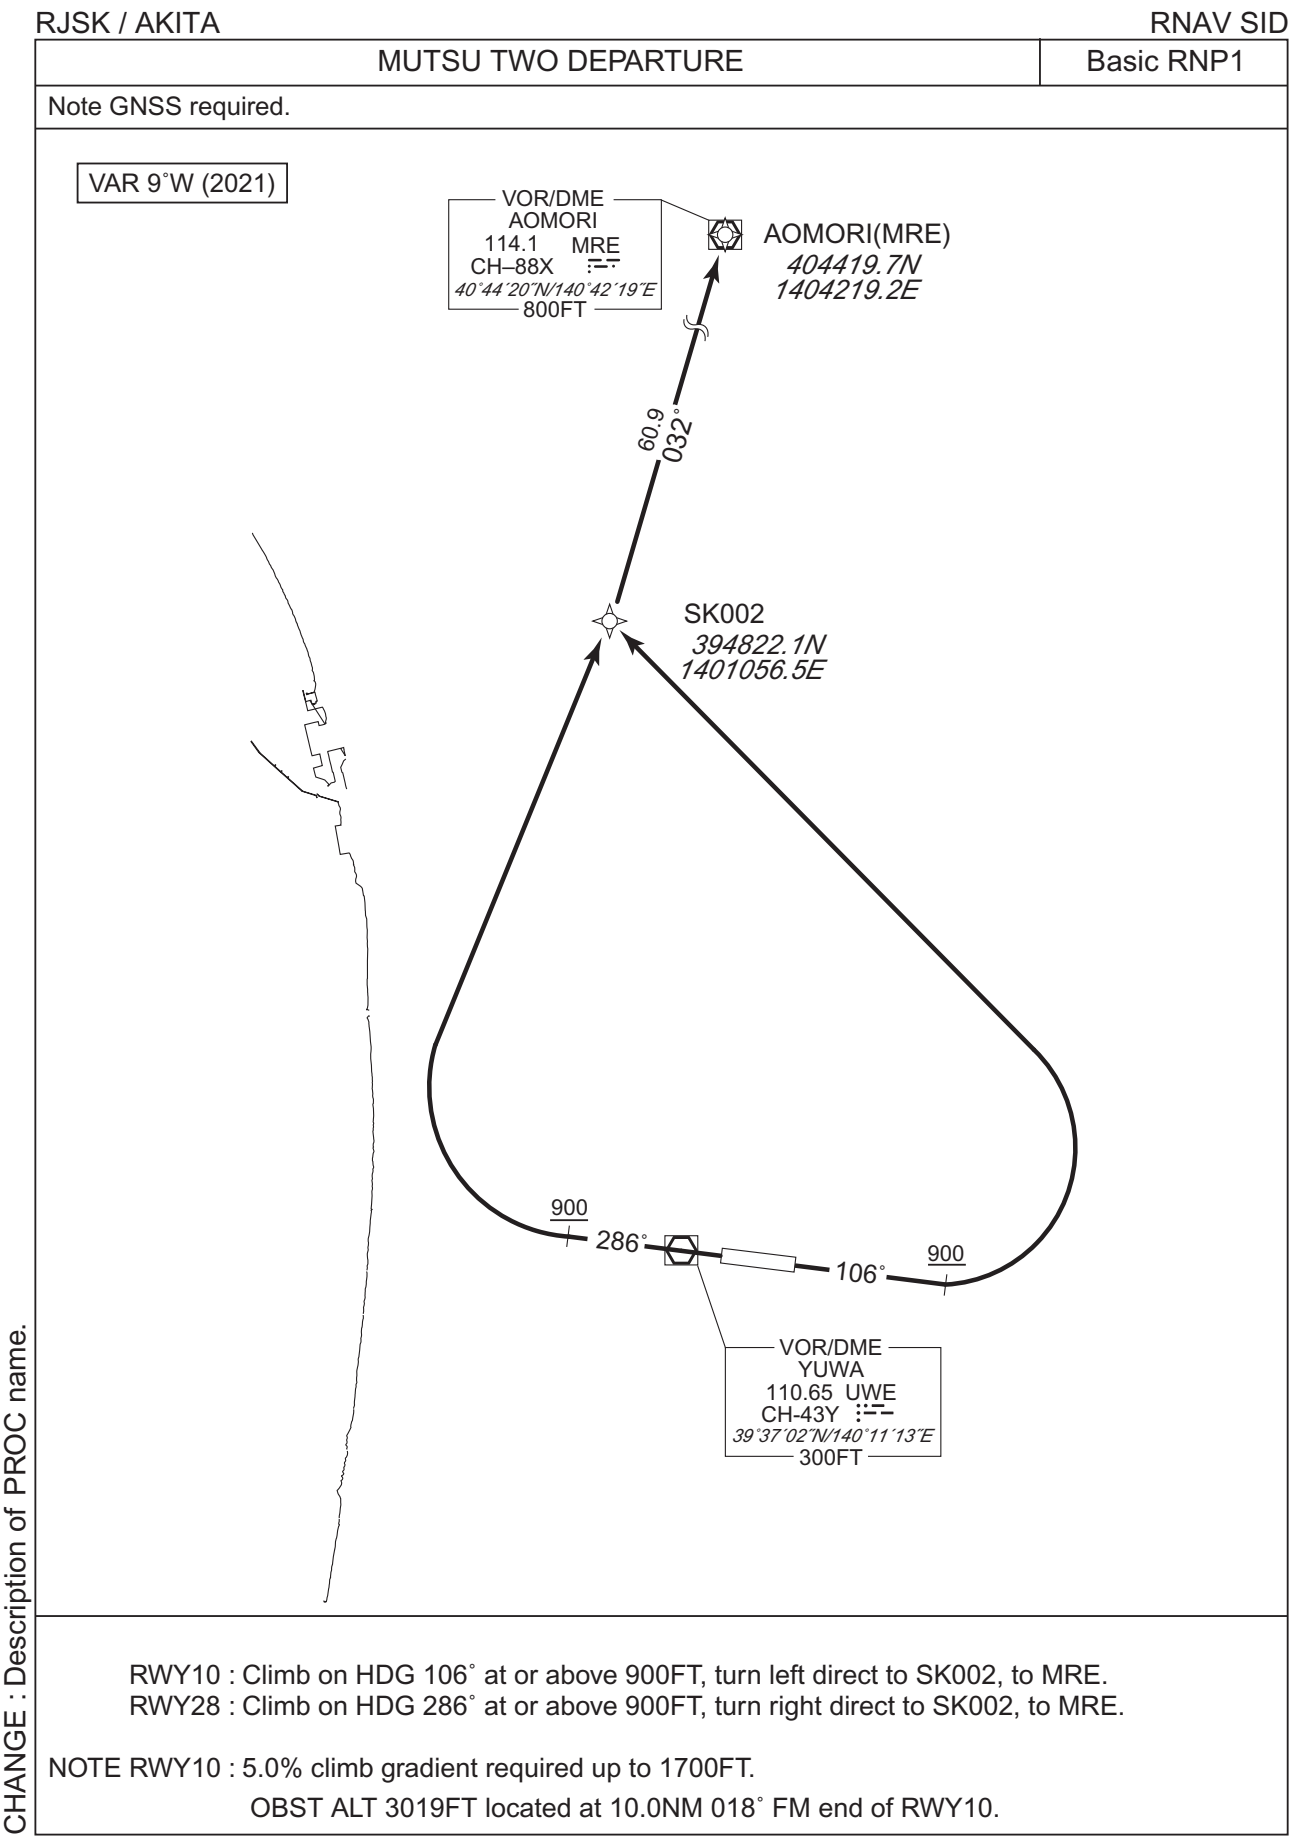 RJSK / AKITA
RNAV SID
MUTSU TWO DEPARTURE
Basic RNP1
Note GNSS required.
VAR 9˚W (2021)
VOR/DME
AOMORI
114.1 MRE
CH–88X
40˚44´20˝N/140˚42´19˝E
800FT
AOMORI(MRE)
404419.7N
1404219.2E
60.9
032˚
SK002
394822.1N
1401056.5E
900
286˚
106˚
900
VOR/DME
YUWA
110.65 UWE
CH-43Y
39˚37´02˝N/140˚11´13˝E
300FT
RWY10 : Climb on HDG 106˚ at or above 900FT, turn left direct to SK002, to MRE.
RWY28 : Climb on HDG 286˚ at or above 900FT, turn right direct to SK002, to MRE.
NOTE RWY10 : 5.0% climb gradient required up to 1700FT.
OBST ALT 3019FT located at 10.0NM 018˚ FM end of RWY10.
CHANGE : Description of PROC name.